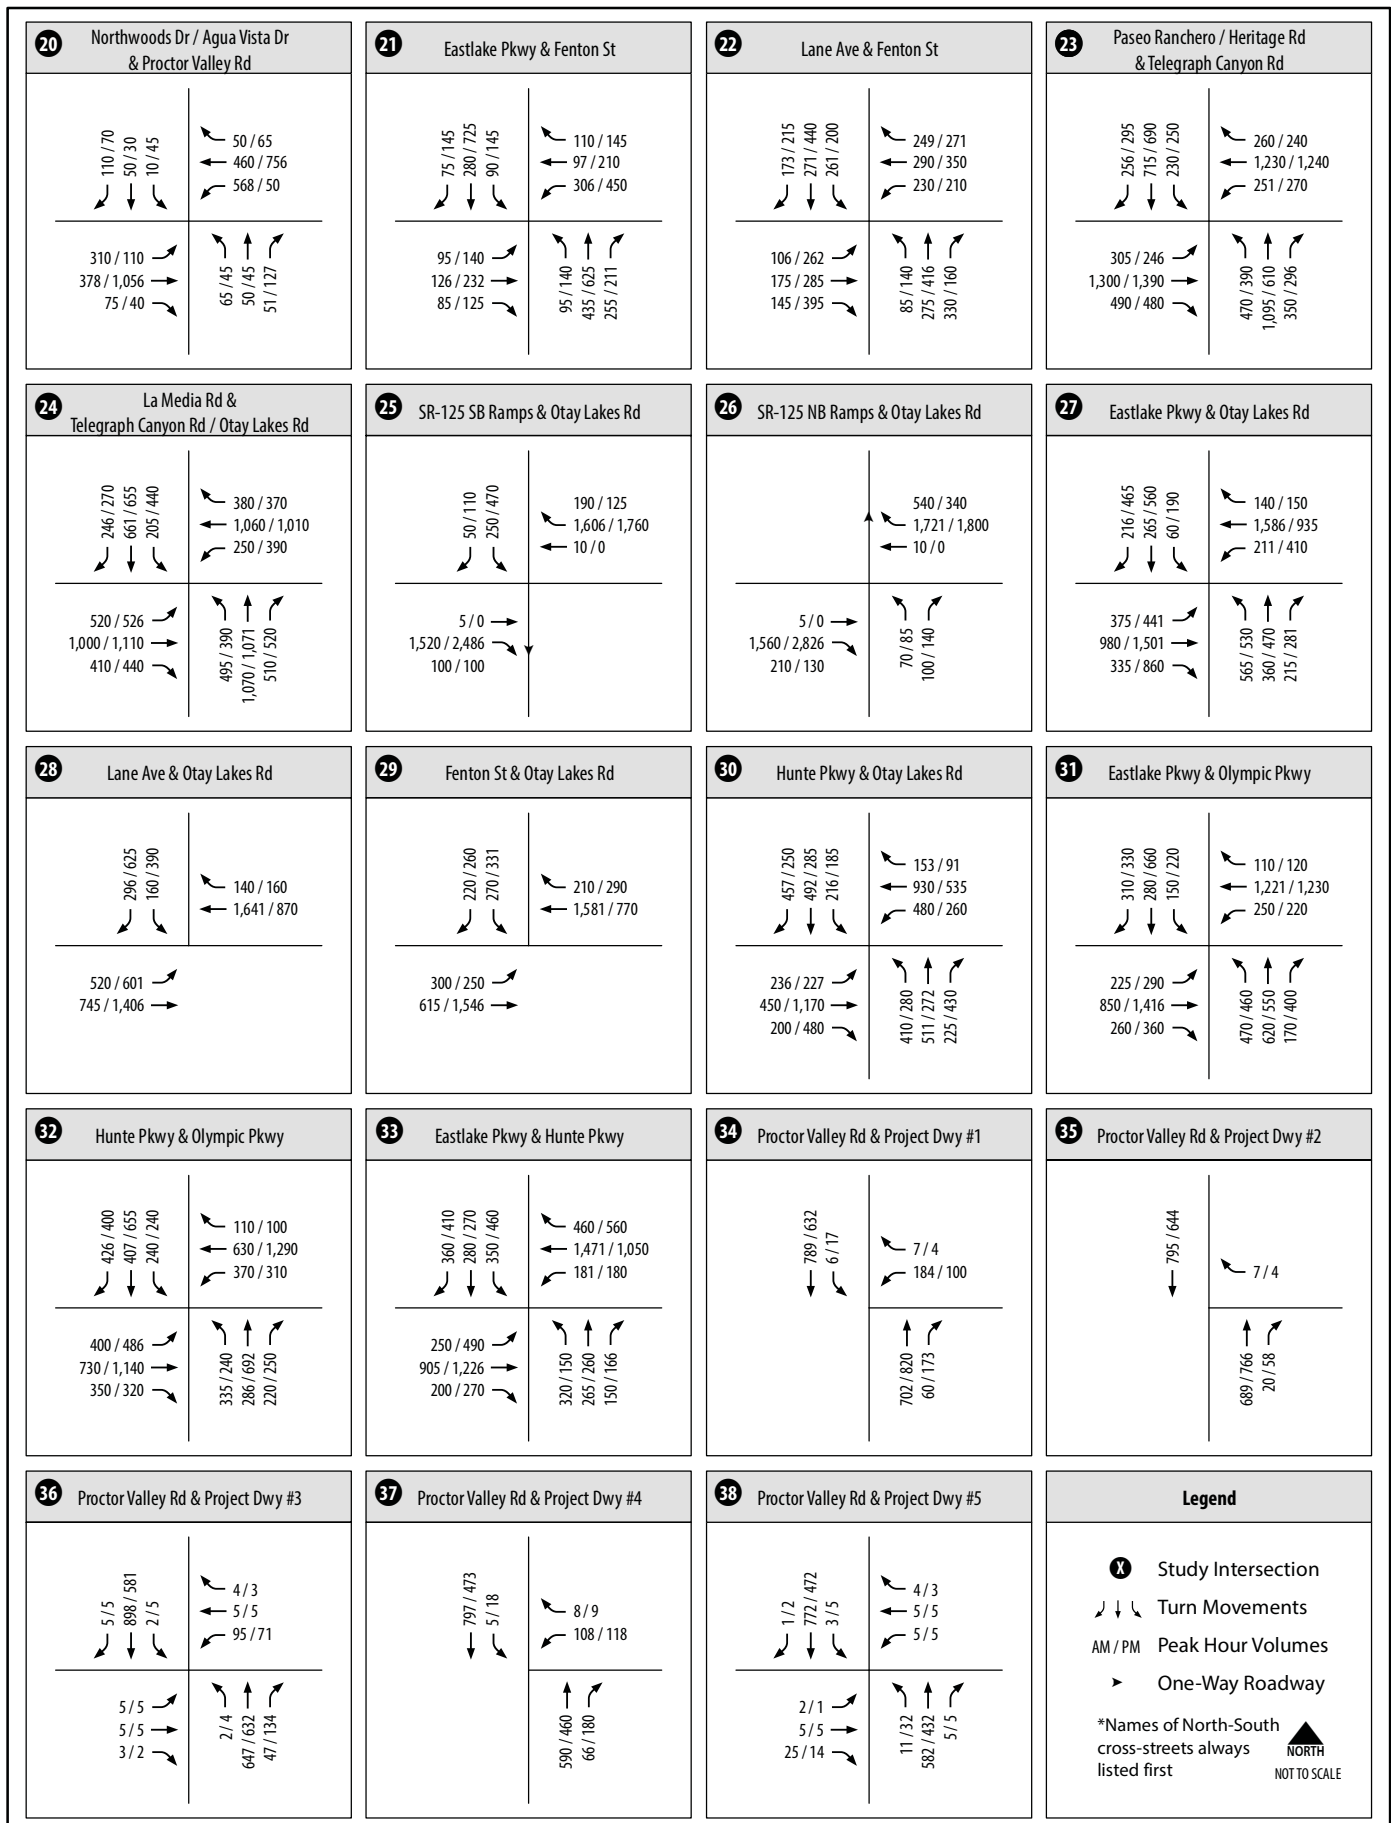 20
Northwoods Dr / Agua Vista Dr
& Proctor Valley Rd
110 / 70
50 / 30
10 / 45
50 / 65
460 / 756
568 / 50
310 / 110
378 / 1,056
75 / 40
65 / 45
50 / 45
51 / 127
21
Eastlake Pkwy & Fenton St
75 / 145
280 / 725
90 / 145
110 / 145
97 / 210
306 / 450
95 / 140
126 / 232
85 / 125
95 / 140
435 / 625
255 / 211
22
Lane Ave & Fenton St
173 / 215
271 / 440
261 / 200
249 / 271
290 / 350
230 / 210
106 / 262
175 / 285
145 / 395
85 / 140
275 / 416
330 / 160
23
Paseo Ranchero / Heritage Rd
& Telegraph Canyon Rd
256 / 295
715 / 690
230 / 250
260 / 240
1,230 / 1,240
251 / 270
305 / 246
1,300 / 1,390
490 / 480
470 / 390
1,095 / 610
350 / 296
24
La Media Rd &
Telegraph Canyon Rd / Otay Lakes Rd
246 / 270
661 / 655
205 / 440
380 / 370
1,060 / 1,010
250 / 390
520 / 526
1,000 / 1,110
410 / 440
495 / 390
1,070 / 1,071
510 / 520
25
SR-125 SB Ramps & Otay Lakes Rd
50 / 110
250 / 470
190 / 125
1,606 / 1,760
10 / 0
5 / 0
1,520 / 2,486
100 / 100
26
SR-125 NB Ramps & Otay Lakes Rd
540 / 340
1,721 / 1,800
10 / 0
5 / 0
1,560 / 2,826
210 / 130
70 / 85
100 / 140
27
Eastlake Pkwy & Otay Lakes Rd
216 / 465
265 / 560
60 / 190
140 / 150
1,586 / 935
211 / 410
375 / 441
980 / 1,501
335 / 860
565 / 530
360 / 470
215 / 281
28
Lane Ave & Otay Lakes Rd
296 / 625
160 / 390
140 / 160
1,641 / 870
520 / 601
745 / 1,406
29
Fenton St & Otay Lakes Rd
220 / 260
270 / 331
210 / 290
1,581 / 770
300 / 250
615 / 1,546
30
Hunte Pkwy & Otay Lakes Rd
457 / 250
492 / 285
216 / 185
153 / 91
930 / 535
480 / 260
236 / 227
450 / 1,170
200 / 480
410 / 280
511 / 272
225 / 430
31
Eastlake Pkwy & Olympic Pkwy
310 / 330
280 / 660
150 / 220
110 / 120
1,221 / 1,230
250 / 220
225 / 290
850 / 1,416
260 / 360
470 / 460
620 / 550
170 / 400
32
Hunte Pkwy & Olympic Pkwy
426 / 400
407 / 655
240 / 240
110 / 100
630 / 1,290
370 / 310
400 / 486
730 / 1,140
350 / 320
335 / 240
286 / 692
220 / 250
33
Eastlake Pkwy & Hunte Pkwy
360 / 410
280 / 270
350 / 460
460 / 560
1,471 / 1,050
181 / 180
250 / 490
905 / 1,226
200 / 270
320 / 150
265 / 260
150 / 166
34
Proctor Valley Rd & Project Dwy #1
789 / 632
6 / 17
7 / 4
184 / 100
702 / 820
60 / 173
35
Proctor Valley Rd & Project Dwy #2
795 / 644
7 / 4
689 / 766
20 / 58
36
Proctor Valley Rd & Project Dwy #3
5 / 5
898 / 581
2 / 5
4 / 3
5 / 5
95 / 71
5 / 5
5 / 5
3 / 2
2 / 4
647 / 632
47 / 134
37
Proctor Valley Rd & Project Dwy #4
797 / 473
5 / 18
8 / 9
108 / 118
590 / 460
66 / 180
38
Proctor Valley Rd & Project Dwy #5
1 / 2
772 / 472
3 / 5
4 / 3
5 / 5
5 / 5
2 / 1
5 / 5
25 / 14
11 / 32
582 / 432
5 / 5
Legend
X Study Intersection
Turn Movements
AM / PM Peak Hour Volumes
One-Way Roadway
*Names of North-South
cross-streets always
listed first
NORTH
NOT TO SCALE